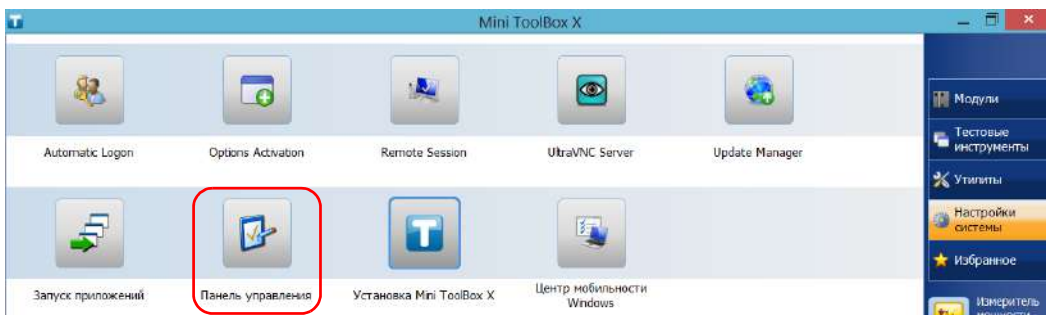 Mini ToolBox X
Automatic Logon
Options Activation
Remote Session
UltraVNC Server
Update Manager
Запуск приложений
Панель управления
Установка Mini ToolBox X
Центр мобильности
Windows
Модули
Тестовые
инструменты
Утилиты
Настройки
системы
Избранное
Измеритель
мощности